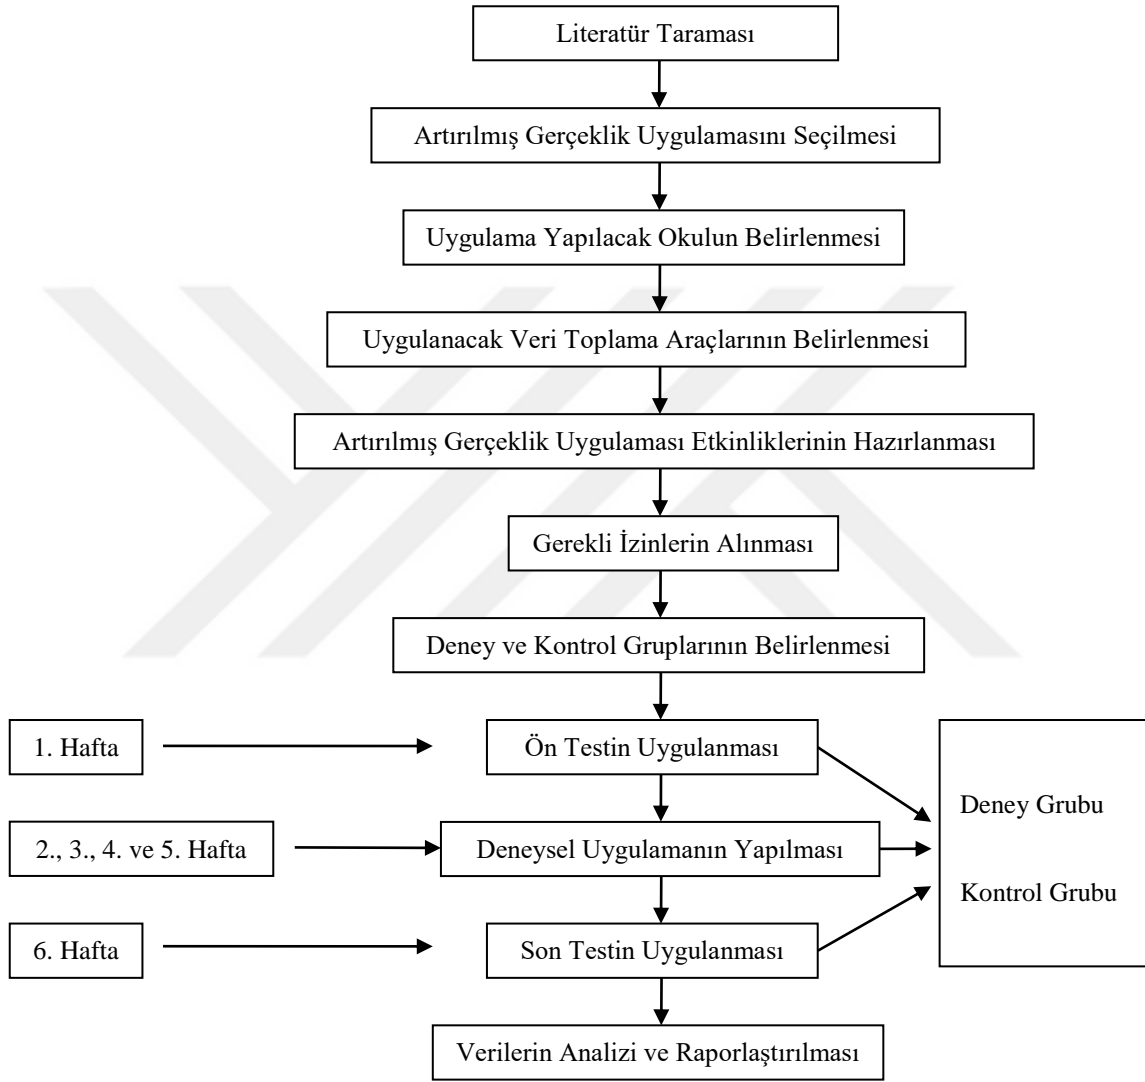 Literatür Taraması
Artırılmış Gerçeklik Uygulamasını Seçilmesi
Uygulama Yapılacak Okulun Belirlenmesi
Uygulanacak Veri Toplama Araçlarının Belirlenmesi
Artırılmış Gerçeklik Uygulaması Etkinliklerinin Hazırlanması
Gerekli İzinlerin Alınması
Deney ve Kontrol Gruplarının Belirlenmesi
1. Hafta
Ön Testin Uygulanması
2., 3., 4. ve 5. Hafta
Deneysel Uygulamanın Yapılması
6. Hafta
Son Testin Uygulanması
Deney Grubu
Kontrol Grubu
Verilerin Analizi ve Raporlaştırılması